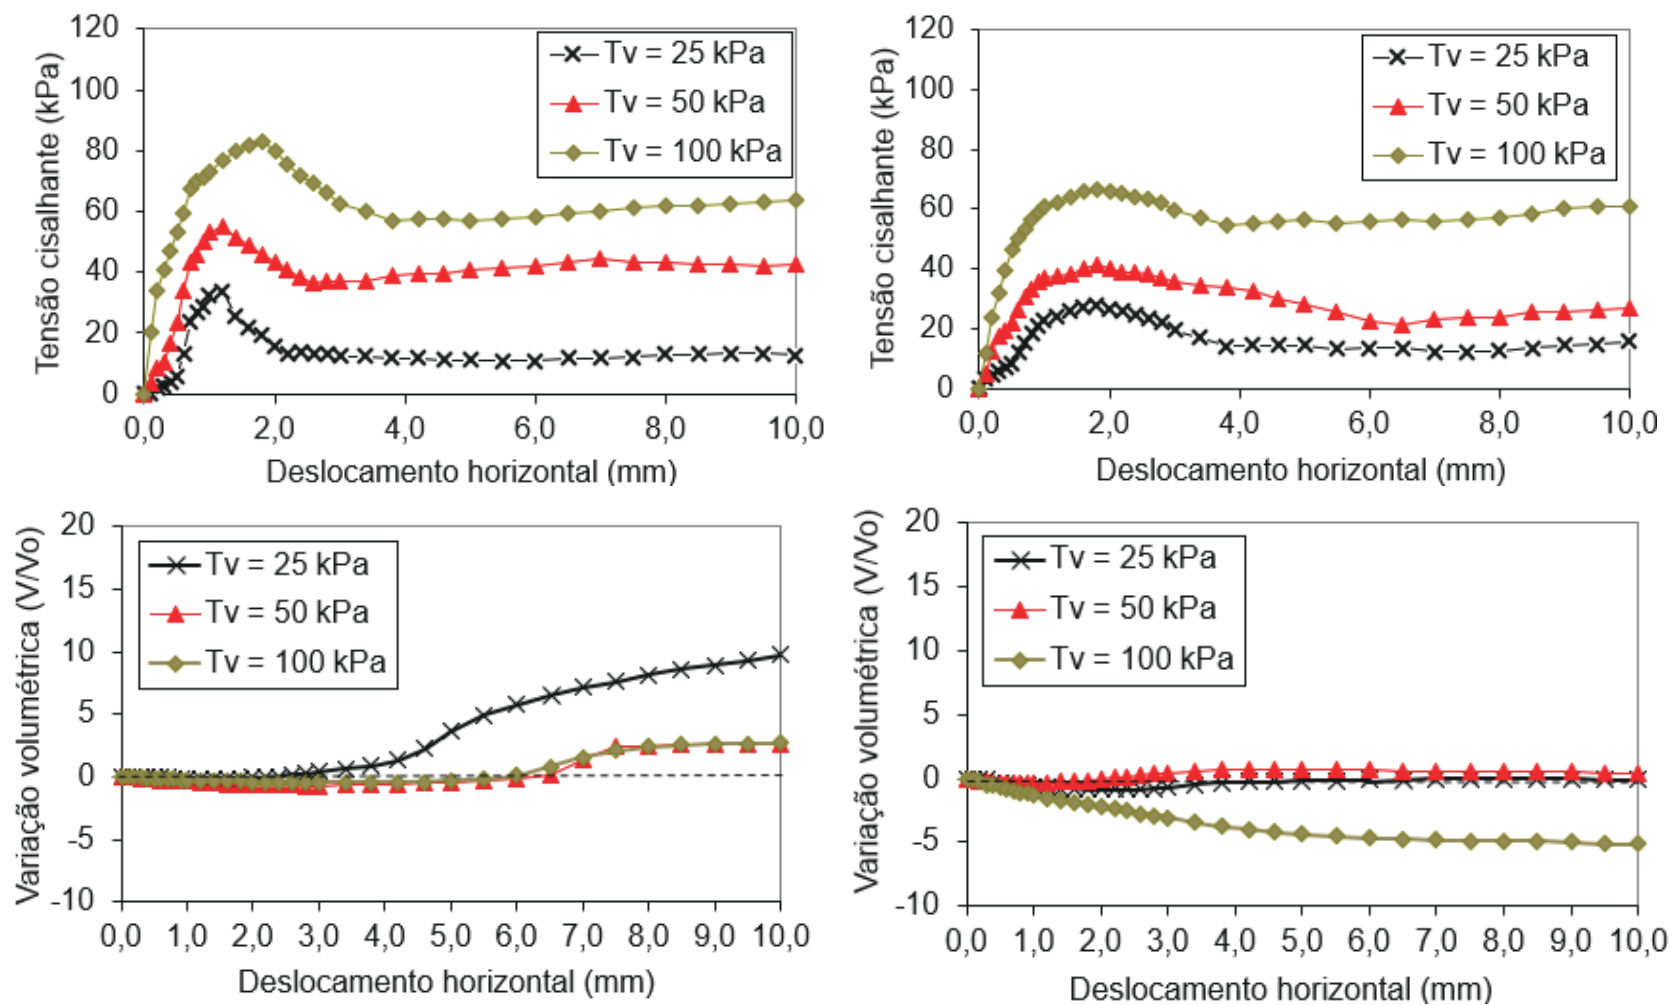 Tensão cisalhante (kPa)
120
100
80
60
40
20
0
Tv = 25 kPa
Tv = 50 kPa
Tv = 100 kPa
0,0 2,0 4,0 6,0 8,0 10,0
Deslocamento horizontal (mm)
Tensão cisalhante (kPa)
120
100
80
60
40
20
0
Tv = 25 kPa
Tv = 50 kPa
Tv = 100 kPa
0,0 2,0 4,0 6,0 8,0 10,0
Deslocamento horizontal (mm)
Variação volumétrica (V/Vo)
20
15
10
5
0
-5
-10
Tv = 25 kPa
Tv = 50 kPa
Tv = 100 kPa
0,0 1,0 2,0 3,0 4,0 5,0 6,0 7,0 8,0 9,0 10,0
Deslocamento horizontal (mm)
Variação volumétrica (V/Vo)
20
15
10
5
0
-5
-10
Tv = 25 kPa
Tv = 50 kPa
Tv = 100 kPa
0,0 1,0 2,0 3,0 4,0 5,0 6,0 7,0 8,0 9,0 10,0
Deslocamento horizontal (mm)